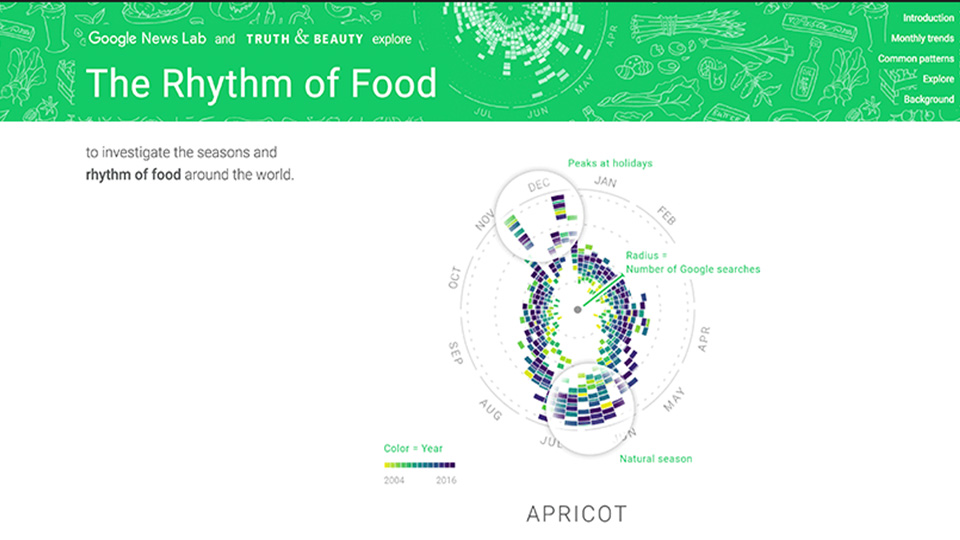 Google News Lab and TRUTH & BEAUTY explore
The Rhythm of Food
Introduction
Monthly trends
Common patterns
Explore
Background
APR
MAY
JUN
JUL
to investigate the seasons and
rhythm of food around the world.
Peaks at holidays
DEC
JAN
NOV
FEB
Radius =
Number of Google searches
OCT
APR
SEP
MAY
AUG
Natural season
Color = Year
2004 2016
APRICOT